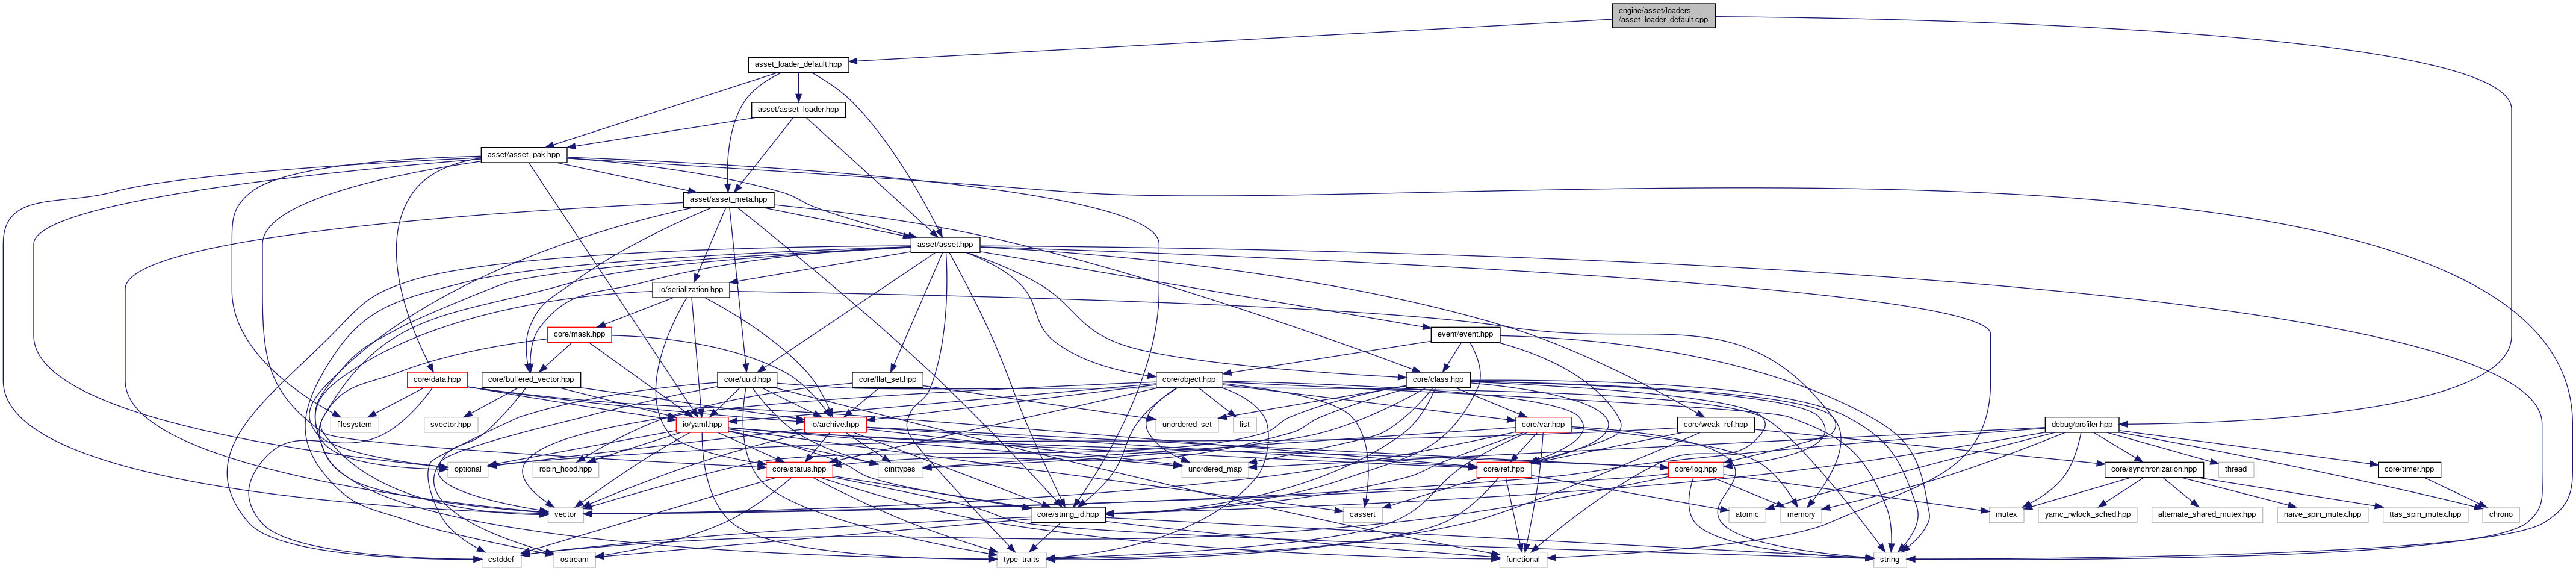 engine/asset/loaders
/asset_loader_default.cpp
asset_loader_default.hpp
asset/asset_loader.hpp
asset/asset_pak.hpp
asset/asset_meta.hpp
asset/asset.hpp
io/serialization.hpp
core/mask.hpp
event/event.hpp
core/data.hpp
core/buffered_vector.hpp
core/uuid.hpp
core/flat_set.hpp
core/object.hpp
core/class.hpp
filesystem
svector.hpp
io/yaml.hpp
io/archive.hpp
unordered_set
list
core/var.hpp
core/weak_ref.hpp
debug/profiler.hpp
optional
robin_hood.hpp
core/status.hpp
cinttypes
unordered_map
core/ref.hpp
core/log.hpp
core/synchronization.hpp
thread
core/timer.hpp
vector
core/string_id.hpp
cassert
atomic
memory
mutex
yamc_rwlock_sched.hpp
alternate_shared_mutex.hpp
naive_spin_mutex.hpp
ttas_spin_mutex.hpp
chrono
cstddef
ostream
type_traits
functional
string